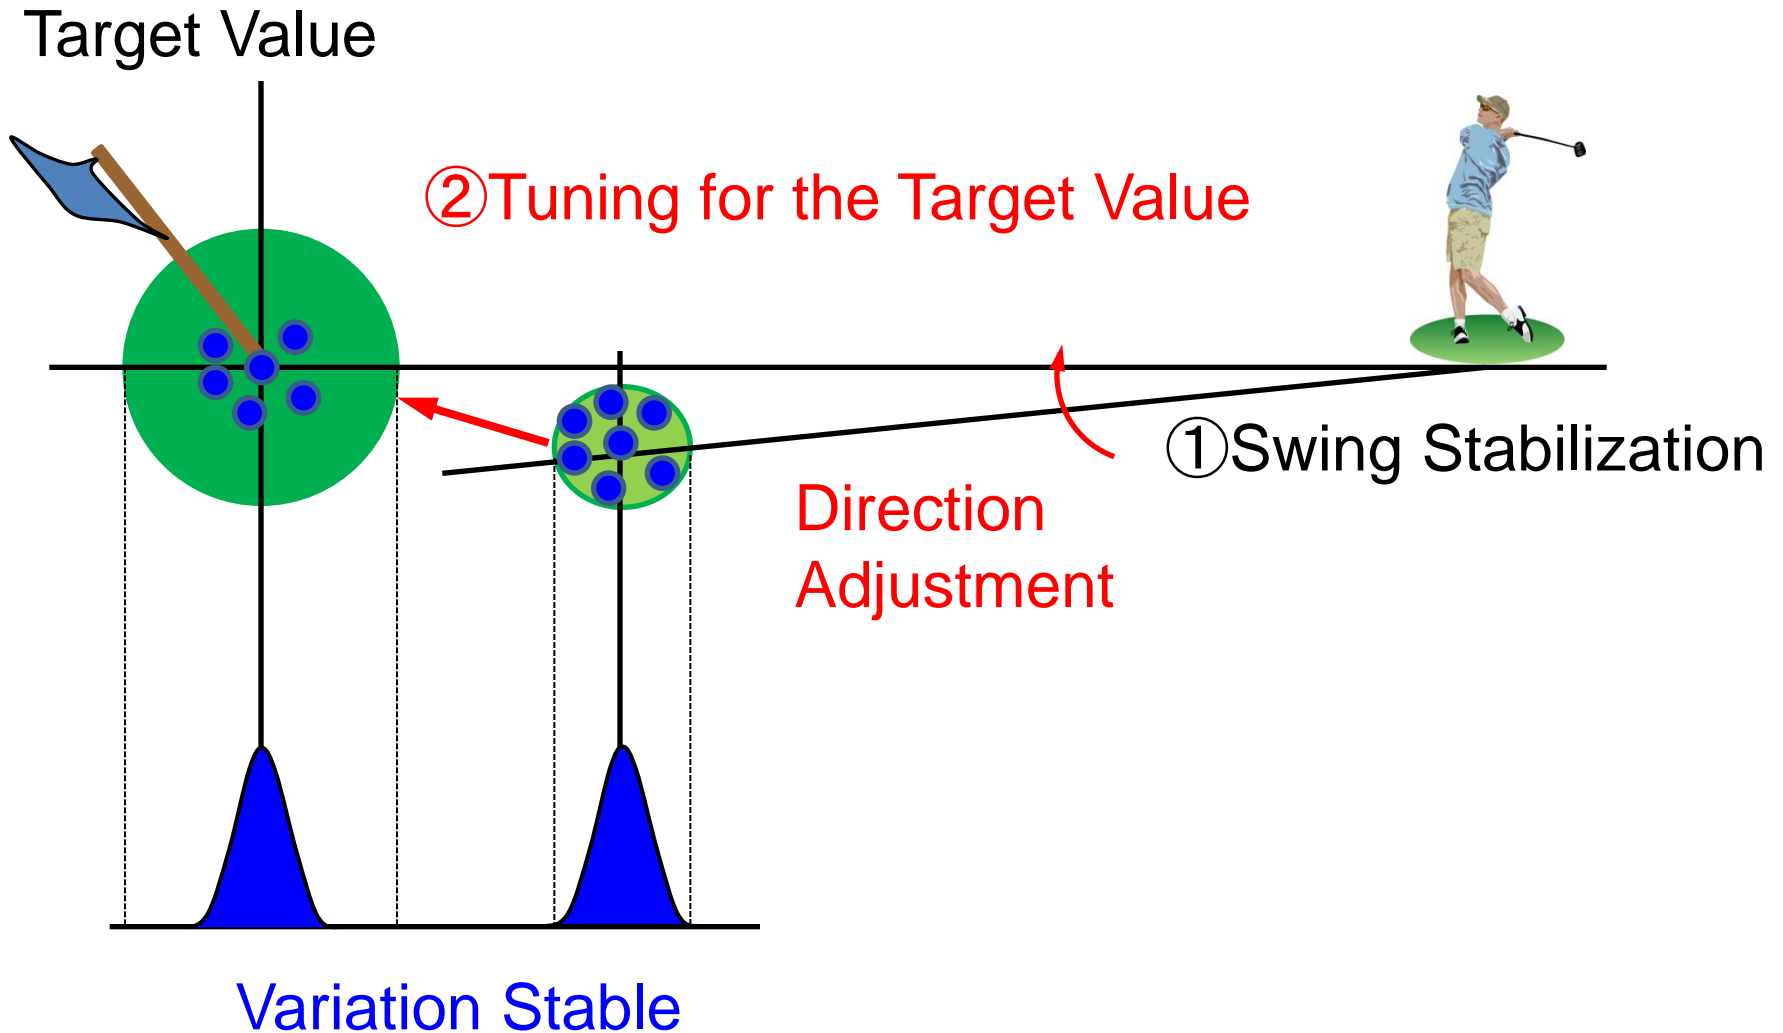 Target Value
②Tuning for the Target Value
①Swing Stabilization
Direction
Adjustment
Variation Stable